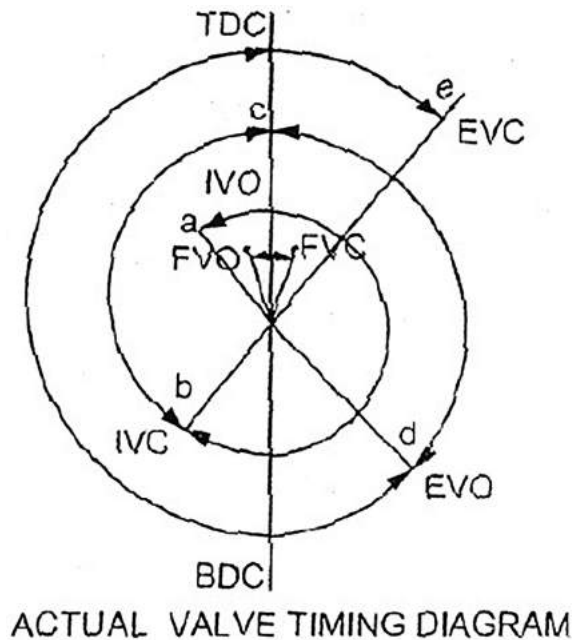 TDC
e
EVC
c
IVO
a
FVO
FVC
b
IVC
d
EVO
BDC
ACTUAL VALVE TIMING DIAGRAM